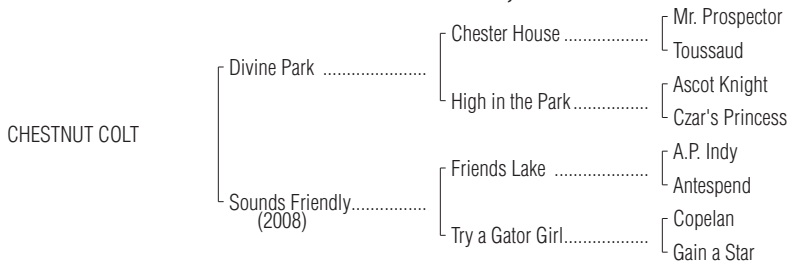 Mr. Prospector
Chester House ...................
Toussaud
Divine Park ......................
Ascot Knight
High in the Park.................
Czar's Princess
CHESTNUT COLT
A.P. Indy
Friends Lake ....................
Antespend
Sounds Friendly................
(2008)
Copelan
Try a Gator Girl..................
Gain a Star